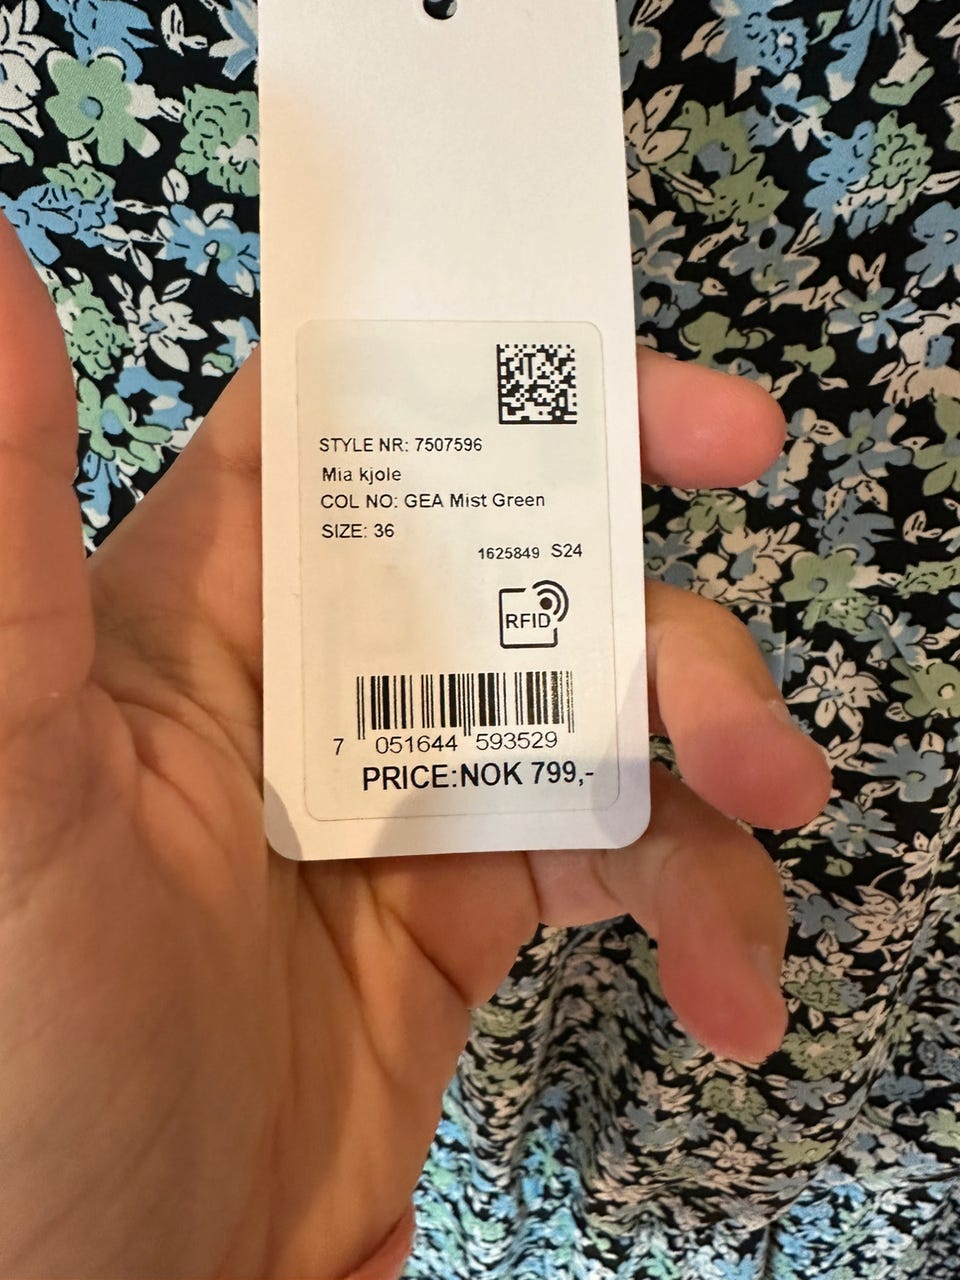 STYLE NR: 7507596
Mia kjole
COL NO: GEA Mist Green
SIZE: 36
1625849 S24
RFID
7 051644 593529
PRICE:NOK 799,-